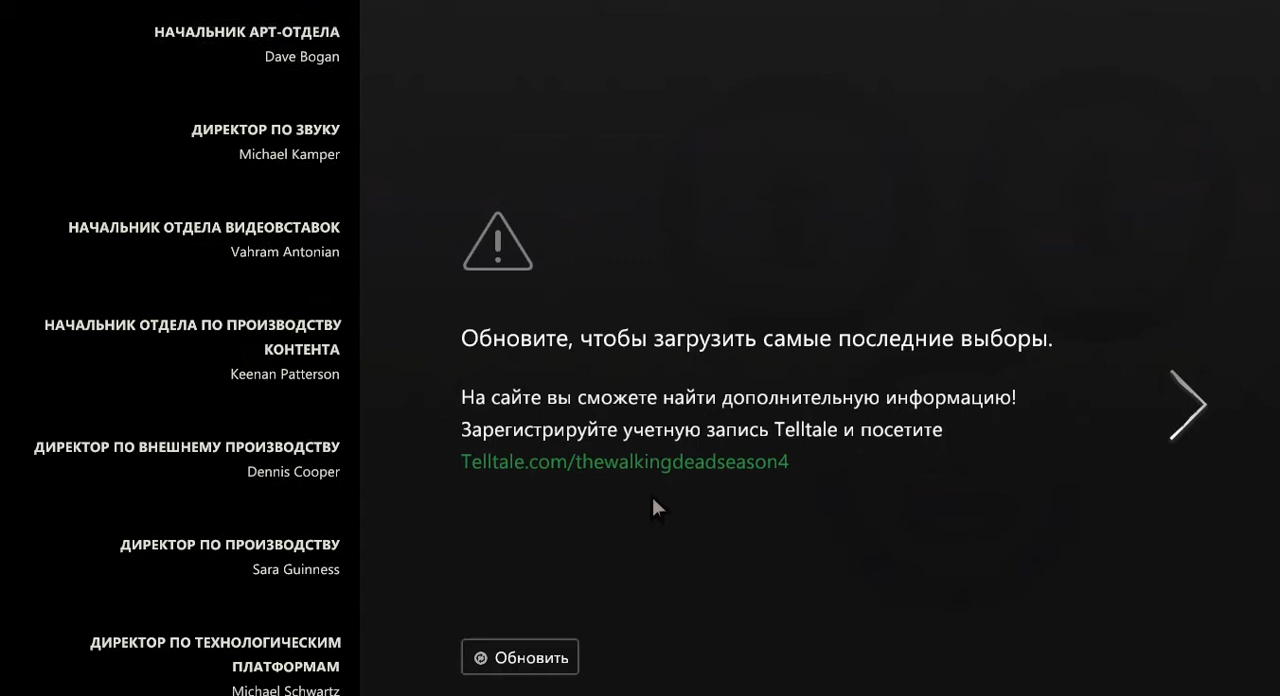 НАЧАЛЬНИК АРТ-ОТДЕЛА
Dave Bogan
ДИРЕКТОР ПО ЗВУКУ
Michael Kamper
НАЧАЛЬНИК ОТДЕЛА ВИДЕОВСТАВОК
Vahram Antonian
НАЧАЛЬНИК ОТДЕЛА ПО ПРОИЗВОДСТВУ
КОНТЕНТА
Keenan Patterson
ДИРЕКТОР ПО ВНЕШНЕМУ ПРОИЗВОДСТВУ
Dennis Cooper
ДИРЕКТОР ПО ПРОИЗВОДСТВУ
Sara Guinness
ДИРЕКТОР ПО ТЕХНОЛОГИЧЕСКИМ
ПЛАТФОРМАМ
Michael Schwartz
Обновите, чтобы загрузить самые последние выборы.
На сайте вы сможете найти дополнительную информацию!
Зарегистрируйте учетную запись Telltale и посетите
Telltale.com/thewalkingdeadseason4
Обновить